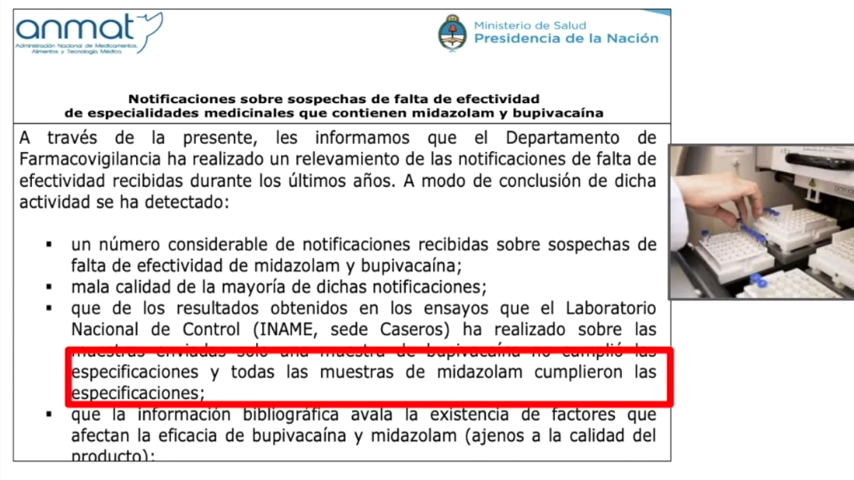 anmat
Administración Nacional de Medicamentos,
Alimentos y Tecnología Médica
Ministerio de Salud
Presidencia de la Nación
Notificaciones sobre sospechas de falta de efectividad
de especialidades medicinales que contienen midazolam y bupivacaína
A través de la presente, les informamos que el Departamento de
Farmacovigilancia ha realizado un relevamiento de las notificaciones de falta de
efectividad recibidas durante los últimos años. A modo de conclusión de dicha
actividad se ha detectado:
▪ un número considerable de notificaciones recibidas sobre sospechas de
falta de efectividad de midazolam y bupivacaína;
▪ mala calidad de la mayoría de dichas notificaciones;
▪ que de los resultados obtenidos en los ensayos que el Laboratorio
Nacional de Control (INAME, sede Caseros) ha realizado sobre las
muestras enviadas solo una muestra de bupivacaína no cumplió las
especificaciones y todas las muestras de midazolam cumplieron las
especificaciones;
▪ que la información bibliográfica avala la existencia de factores que
afectan la eficacia de bupivacaína y midazolam (ajenos a la calidad del
producto):